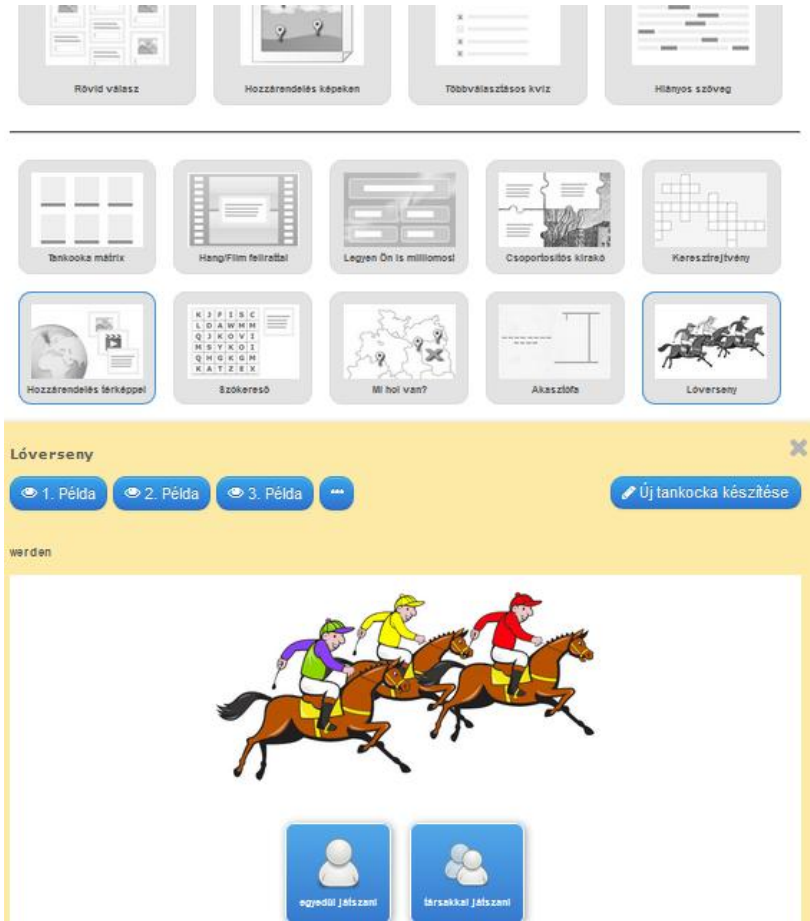 Rövid válasz
Hozzárendelés képeken
Többválasztásos kvíz
Hiányos szöveg
Tankocka mátrix
Hang/Film felirattal
Legyen Ön is milliomos!
Csoportosítós kirakó
Keresztrejtvény
K J F I S C
L D A W M M
Q J K O V I
M S Y K O I
Q H G K G M
K A T Z E X
Hozzárendelés térképpel
Szókereső
Mi hol van?
Akasztófa
Lóverseny
Lóverseny
1. Példa
2. Példa
3. Példa
Új tankocka készítése
werden
egyedül játszani
társakkal játszani